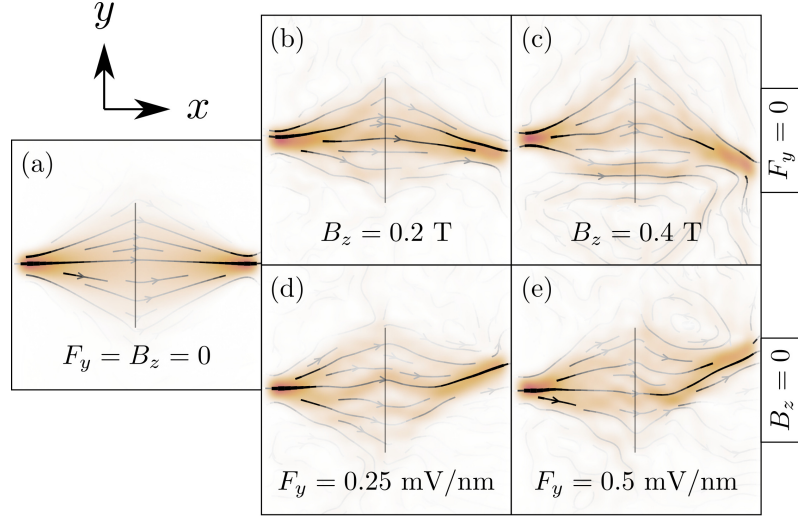 y
x
(a)
F_y = B_z = 0
(b)
B_z = 0.2 T
(c)
B_z = 0.4 T
F_y = 0
(d)
F_y = 0.25 mV/nm
(e)
F_y = 0.5 mV/nm
B_z = 0